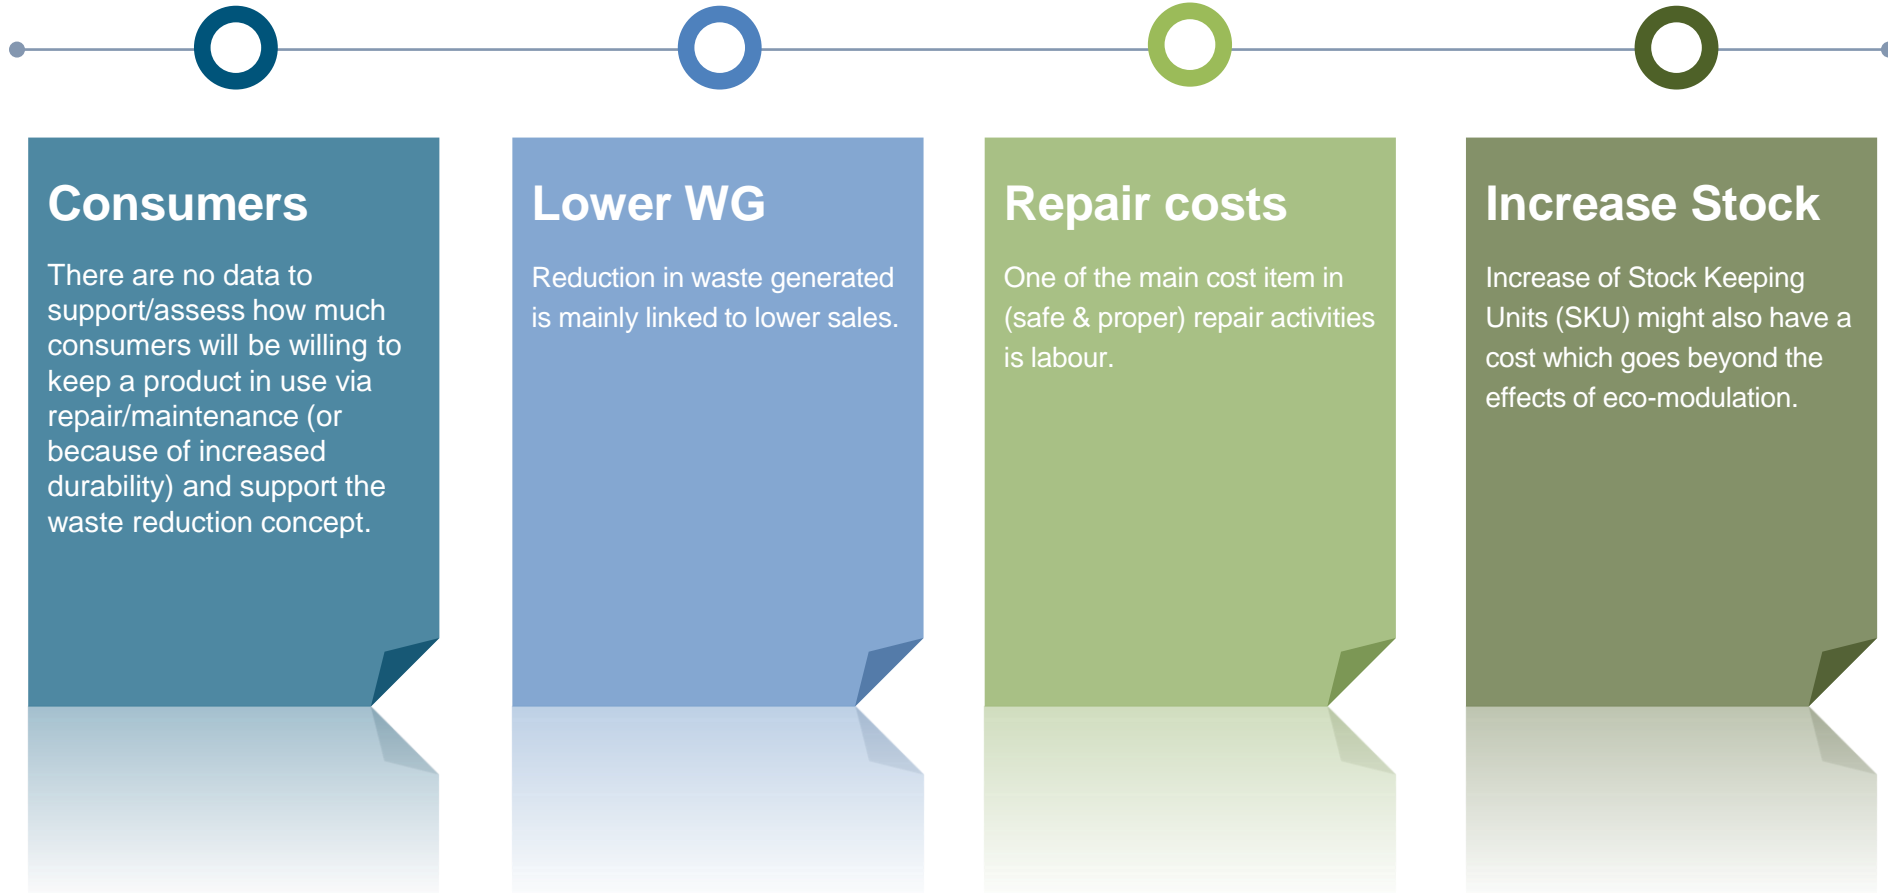 Consumers
There are no data to
support/assess how much
consumers will be willing to
keep a product in use via
repair/maintenance (or
because of increased
durability) and support the
waste reduction concept.
Lower WG
Reduction in waste generated
is mainly linked to lower sales.
Repair costs
One of the main cost item in
(safe & proper) repair activities
is labour.
Increase Stock
Increase of Stock Keeping
Units (SKU) might also have a
cost which goes beyond the
effects of eco-modulation.